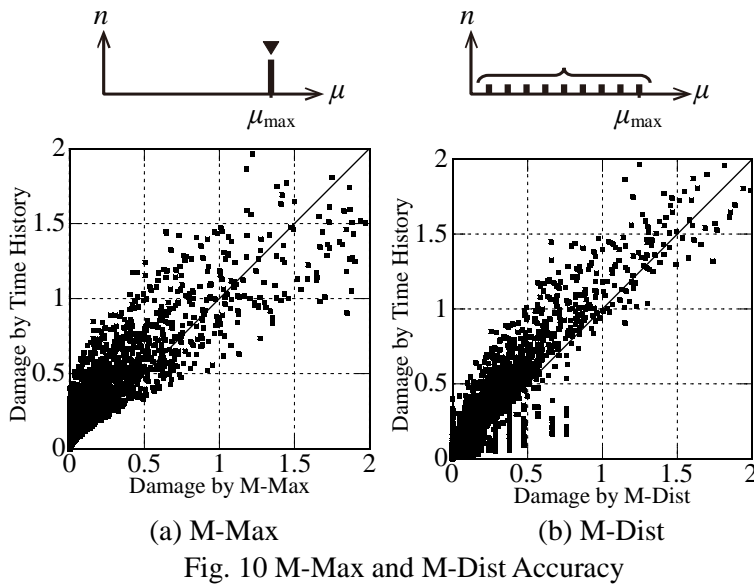 n
μ
μmax
n
μ
μmax
Damage by Time History
2
1.5
1
0.5
0
0 0.5 1 1.5 2
Damage by M-Max
(a) M-Max
Damage by Time History
2
1.5
1
0.5
0
0 0.5 1 1.5 2
Damage by M-Dist
(b) M-Dist
Fig. 10 M-Max and M-Dist Accuracy